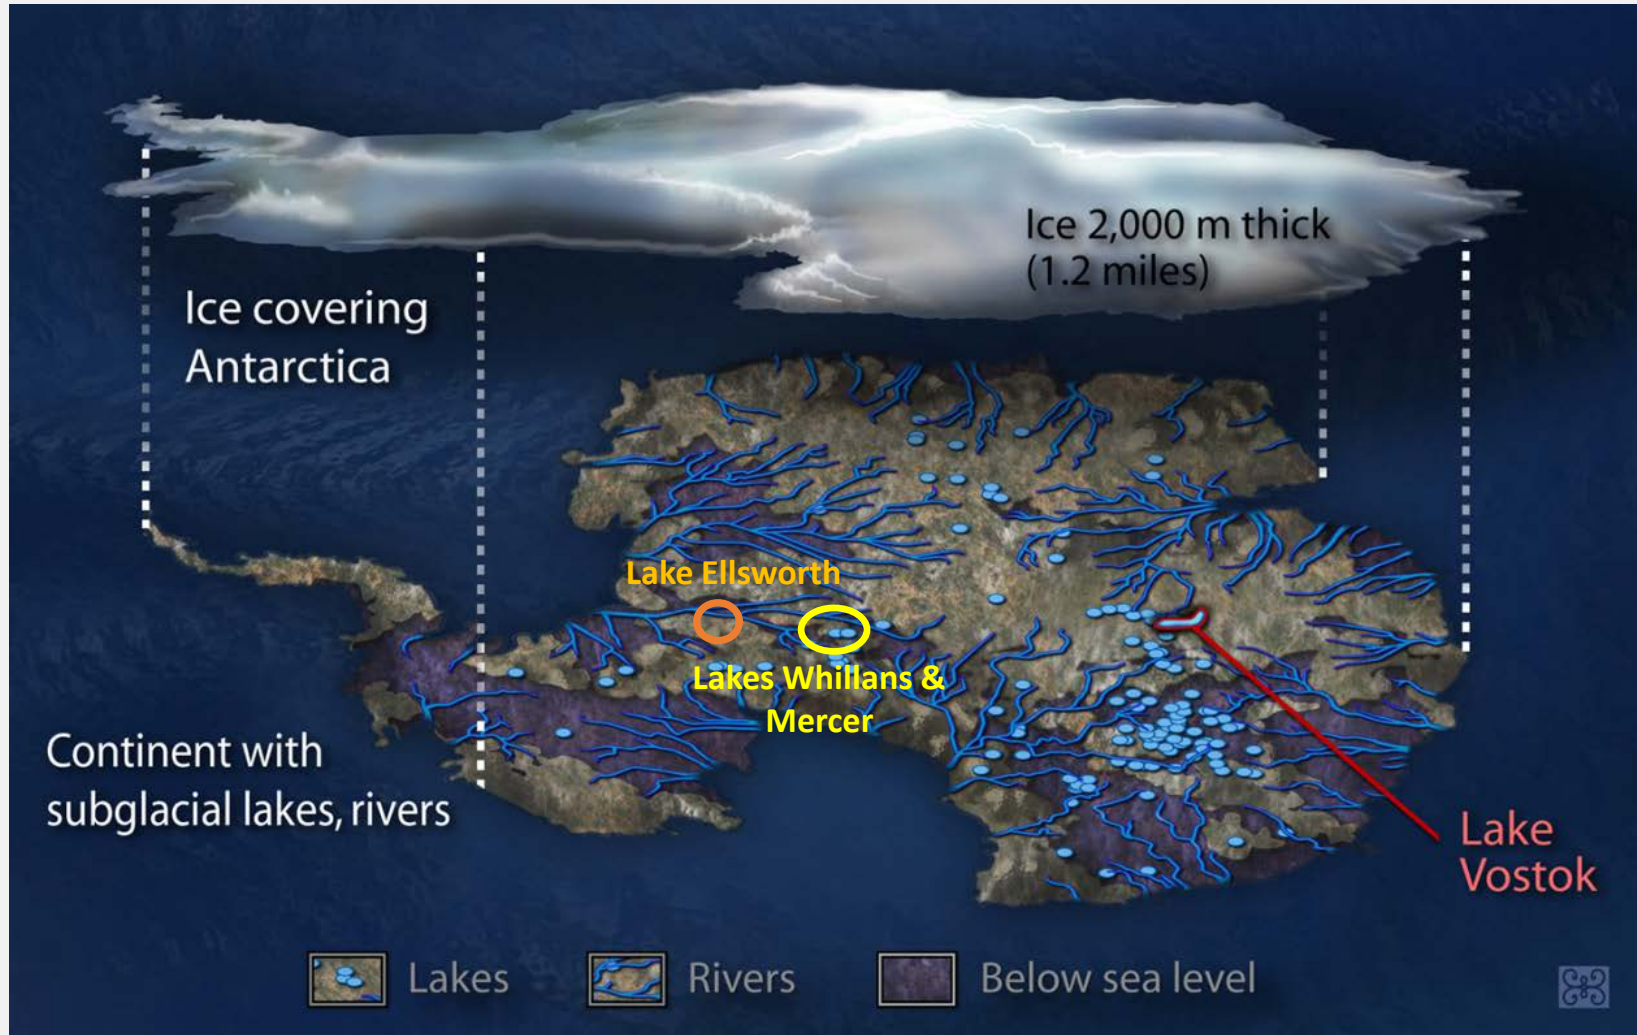 Ice 2,000 m thick
(1.2 miles)
Ice covering
Antarctica
Lake Ellsworth
Lakes Whillans &
Mercer
Continent with
subglacial lakes, rivers
Lake
Vostok
Lakes
Rivers
Below sea level